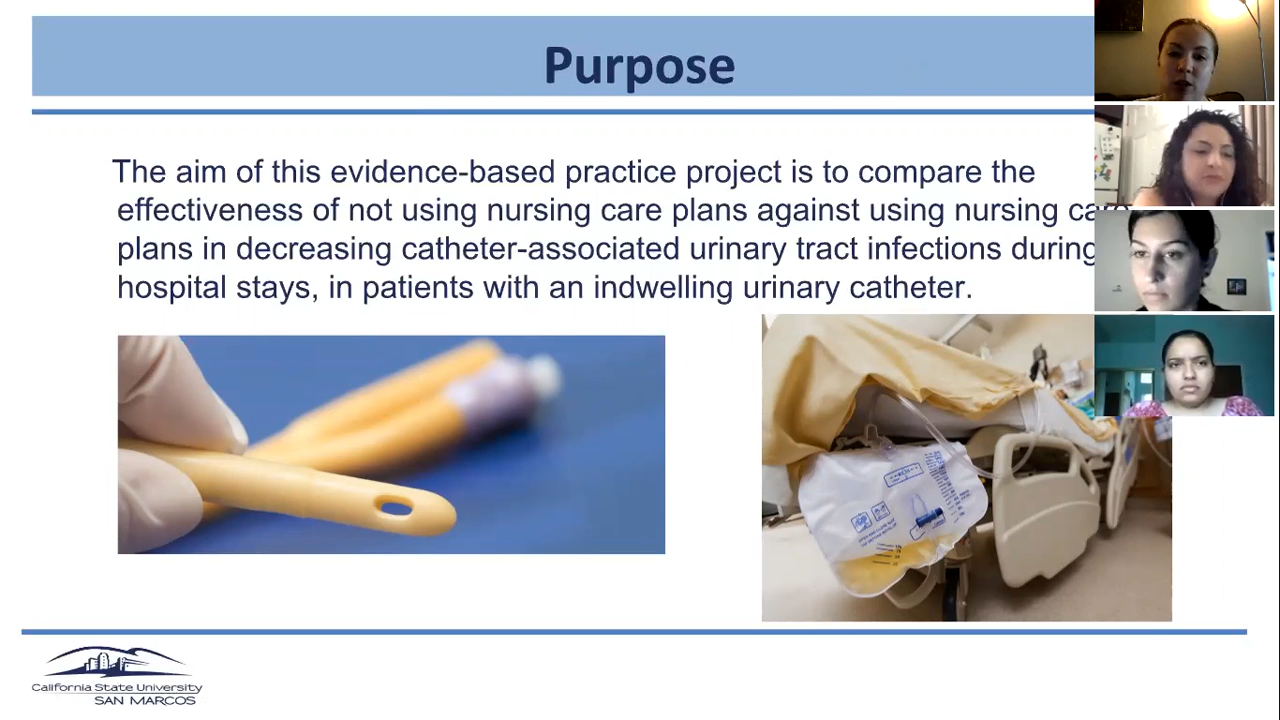 Purpose
The aim of this evidence-based practice project is to compare the
effectiveness of not using nursing care plans against using nursing care
plans in decreasing catheter-associated urinary tract infections during
hospital stays, in patients with an indwelling urinary catheter.
California State University
SAN MARCOS